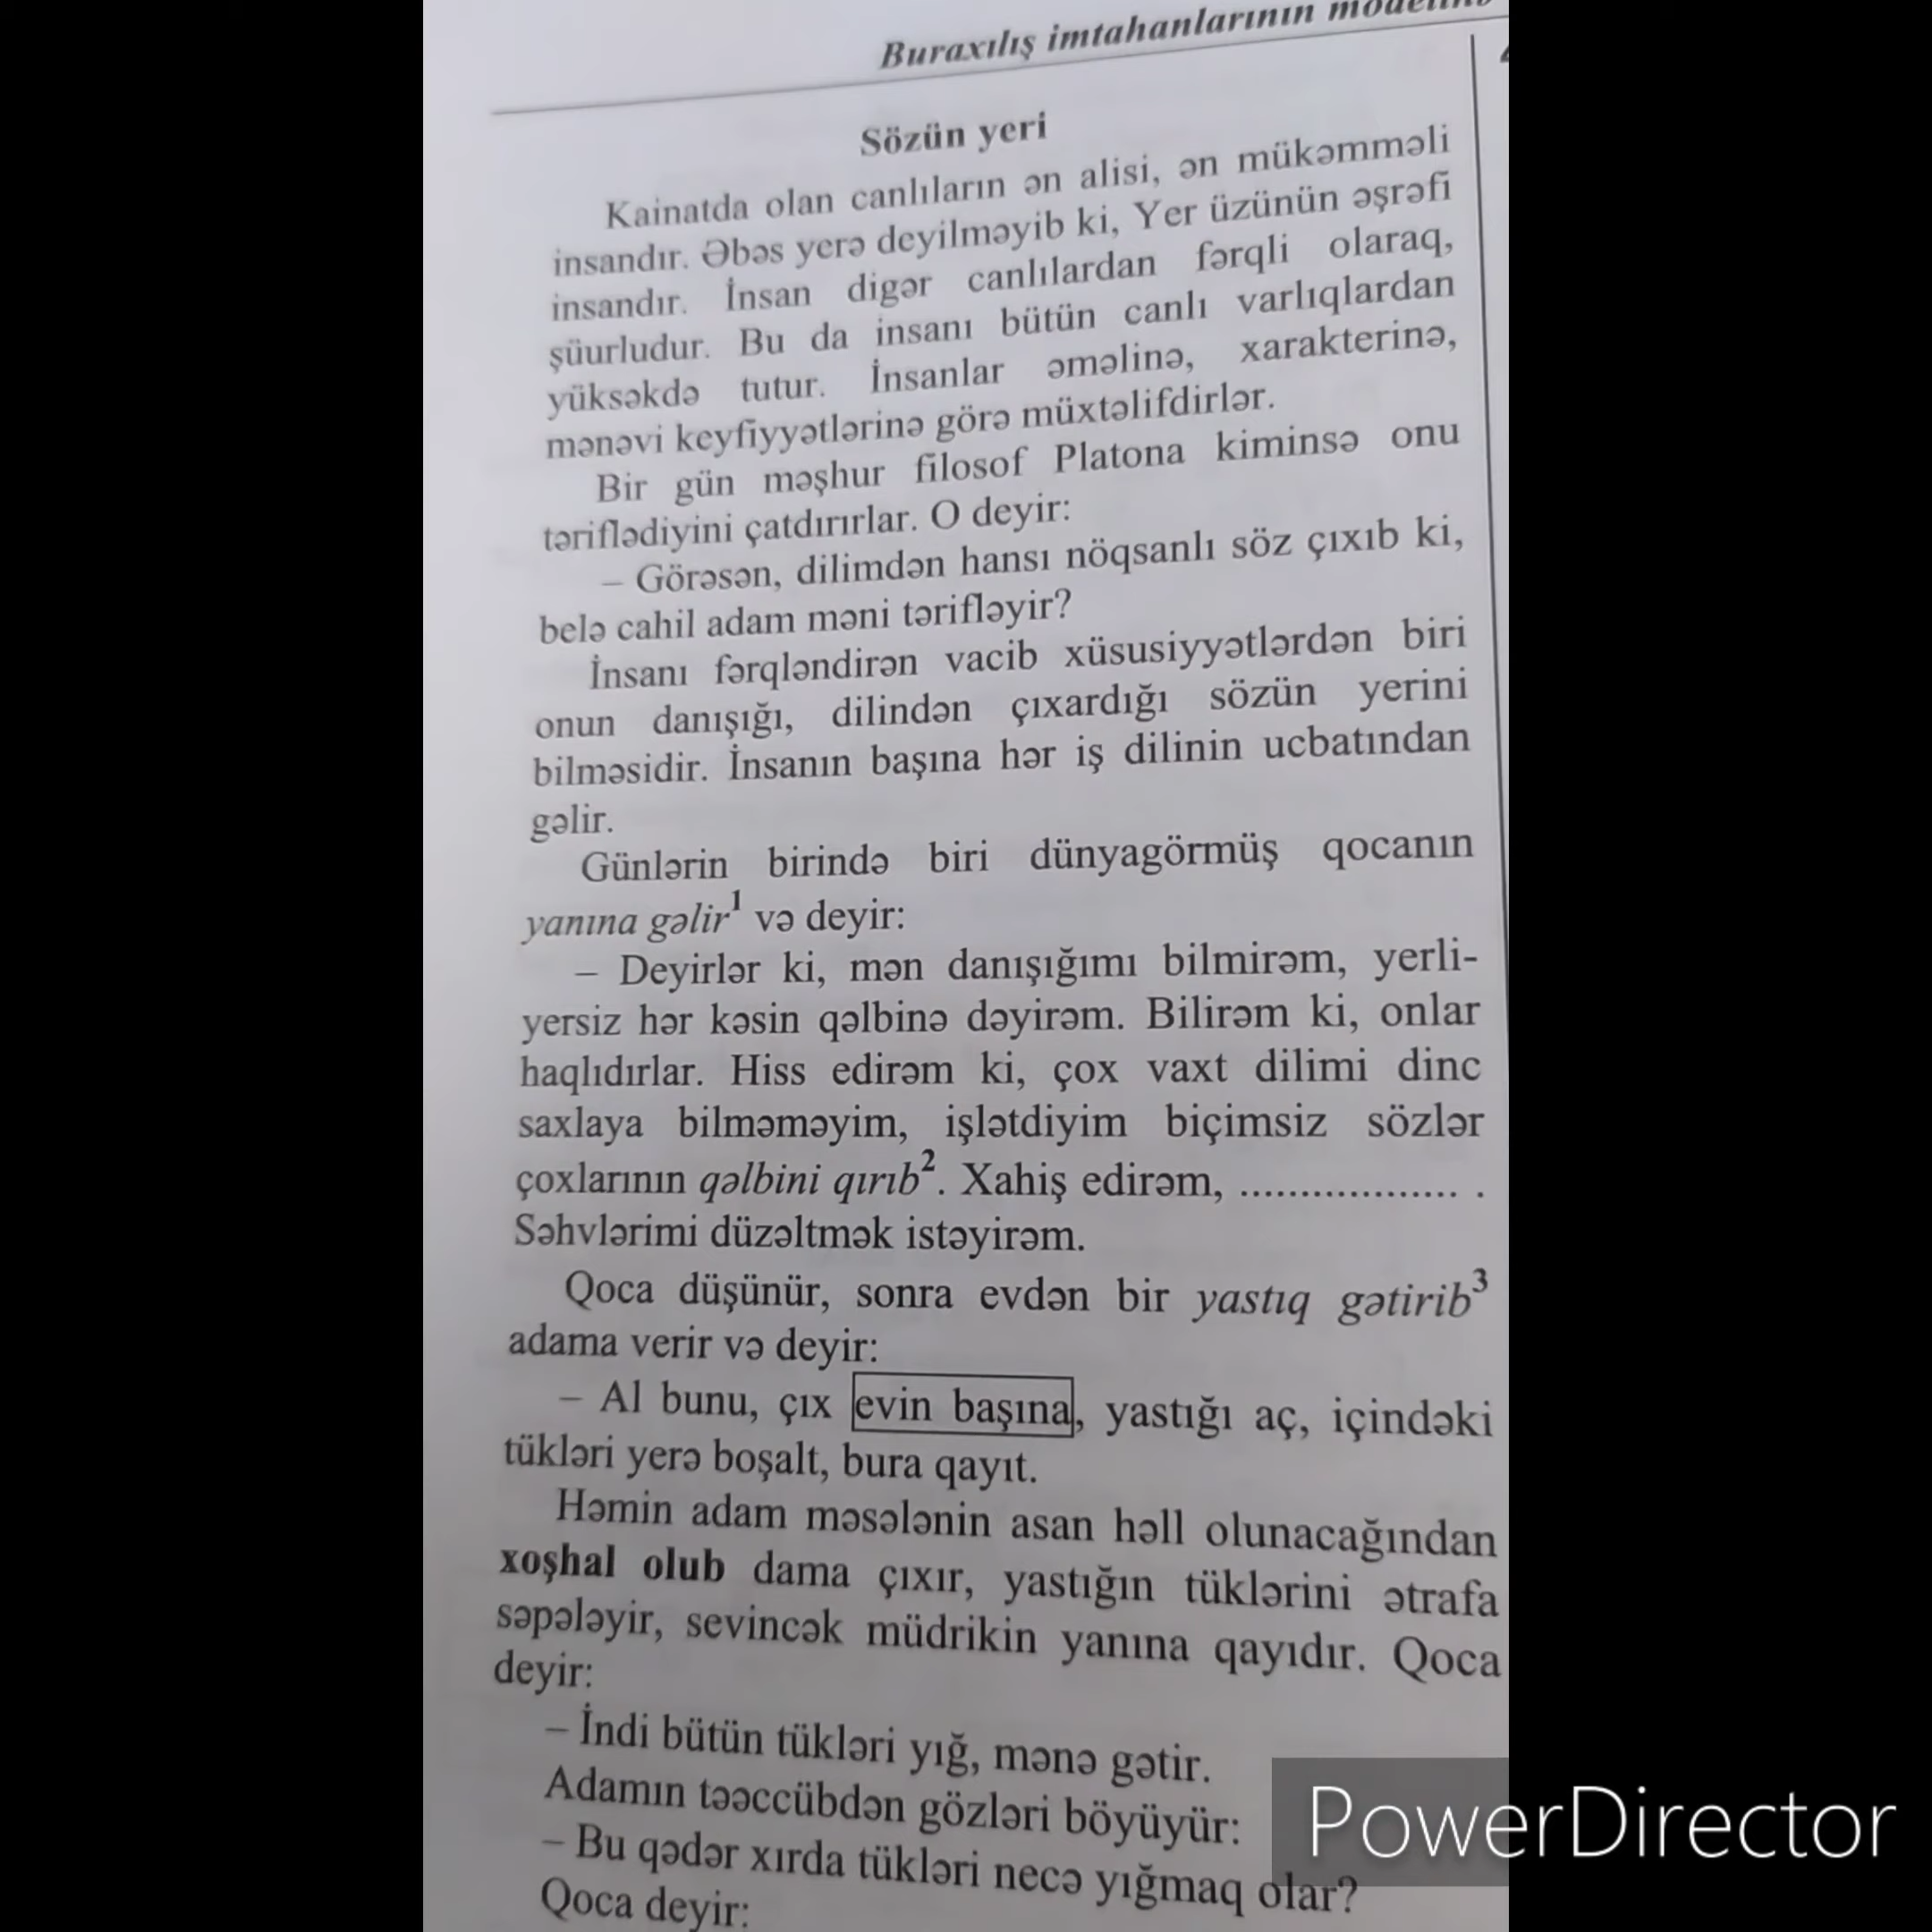 Buraxılış imtahanlarının
Sözün yeri
Kainatda olan canlıların ən alisi, ən mükəmməli
insandır. Əbəs yerə deyilməyib ki, Yer üzünün əşrəfi
insandır. İnsan digər canlılardan fərqli olaraq,
şüurludur. Bu da insanı bütün canlı varlıqlardan
yüksəkdə tutur. İnsanlar əməlinə, xarakterinə,
mənəvi keyfiyyətlərinə görə müxtəlifdirlər.
Bir gün məşhur filosof Platona kiminsə onu
təriflədiyini çatdırırlar. O deyir:
– Görəsən, dilimdən hansı nöqsanlı söz çıxıb ki,
belə cahil adam məni tərifləyir?
İnsanı fərqləndirən vacib xüsusiyyətlərdən biri
onun danışığı, dilindən çıxardığı sözün yerini
bilməsidir. İnsanın başına hər iş dilinin ucbatından
gəlir.
Günlərin birində biri dünyagörmüş qocanın
yanına gəlir¹ və deyir:
– Deyirlər ki, mən danışığımı bilmirəm, yerli-
yersiz hər kəsin qəlbinə dəyirəm. Bilirəm ki, onlar
haqlıdırlar. Hiss edirəm ki, çox vaxt dilimi dinc
saxlaya bilməməyim, işlətdiyim biçimsiz sözlər
çoxlarının qəlbini qırıb². Xahiş edirəm, .................. .
Səhvlərimi düzəltmək istəyirəm.
Qoca düşünür, sonra evdən bir yastıq gətirib³
adama verir və deyir:
– Al bunu, çıx evin başına, yastığı aç, içindəki
tükləri yerə boşalt, bura qayıt.
Həmin adam məsələnin asan həll olunacağından
xoşhal olub dama çıxır, yastığın tüklərini ətrafa
səpələyir, sevincək müdrikin yanına qayıdır. Qoca
deyir:
– İndi bütün tükləri yığ, mənə gətir.
Adamın təəccübdən gözləri böyüyür:
– Bu qədər xırda tükləri necə yığmaq olar?
Qoca deyir:
PowerDirector